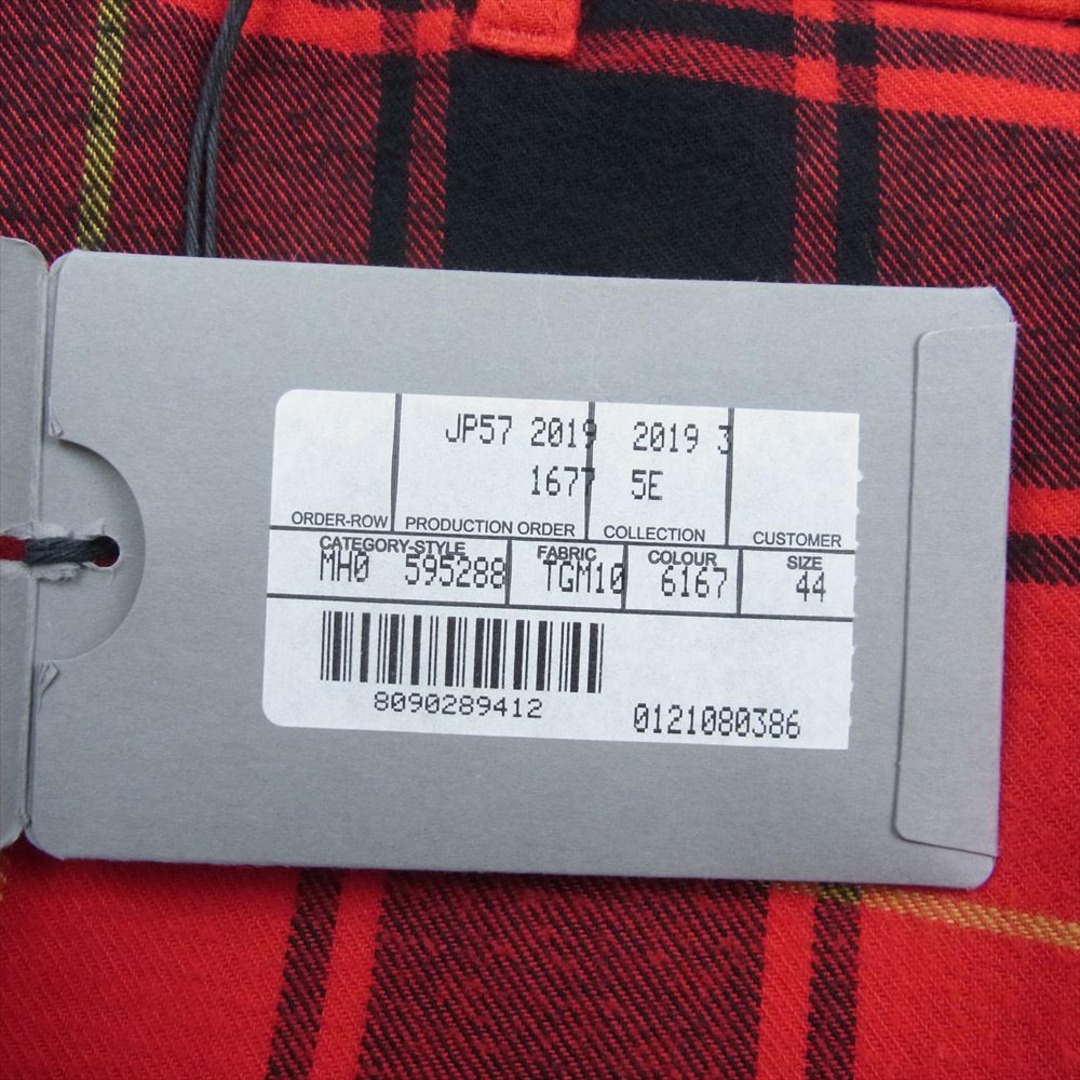 JP57 2019 2019 3
1677 5E
ORDER-ROW PRODUCTION ORDER COLLECTION CUSTOMER
CATEGORY-STYLE FABRIC COLOUR SIZE
MH0 595288 TGM10 6167 44
8090289412
0121080386